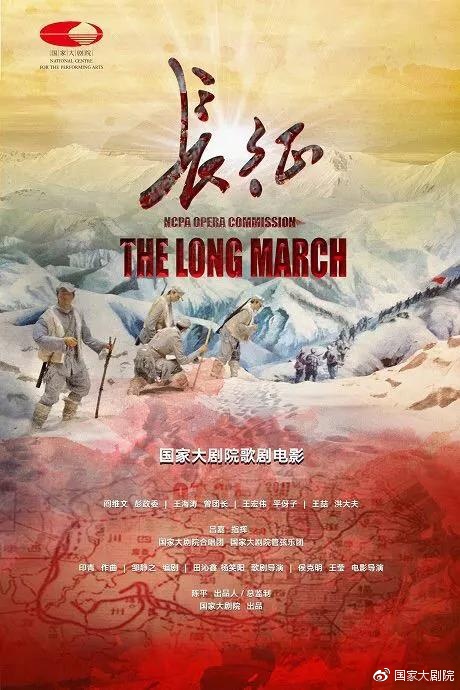 国家大剧院
NATIONAL CENTRE
FOR THE PERFORMING ARTS
長征
NCPA OPERA COMMISSION
THE LONG MARCH
国家大剧院歌剧电影
阎维文 彭政委 | 王海涛 曾团长 | 王宏伟 平伢子 | 王喆 洪大夫
吕嘉 指挥
国家大剧院合唱团 国家大剧院管弦乐团
印青 作曲 | 邹静之 编剧 | 田沁鑫 杨笑阳 歌剧导演 | 侯克明 王莹 电影导演
陈平 出品人/总监制
国家大剧院 出品
国家大剧院